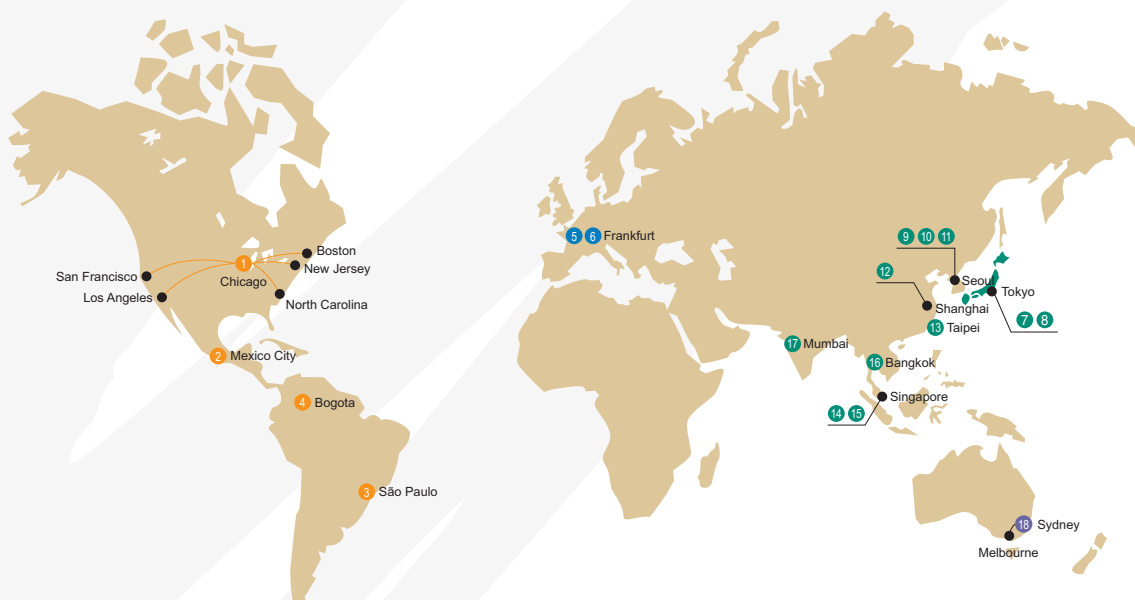 Boston
1
New Jersey
San Francisco
Chicago
Los Angeles
North Carolina
2 Mexico City
4 Bogota
3 São Paulo
5 6 Frankfurt
9 10 11
12
Seoul
Tokyo
Shanghai
7 8
13 Taipei
17 Mumbai
16 Bangkok
Singapore
14 15
18 Sydney
Melbourne